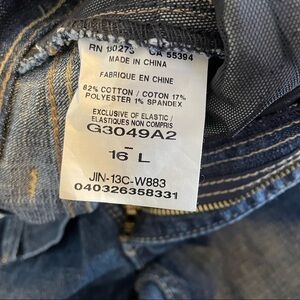 RN 130273 CA 55394
MADE IN CHINA
FABRIQUE EN CHINE
82% COTTON / COTON 17%
POLYESTER 1% SPANDEX
EXCLUSIVE OF ELASTIC /
ELASTIQUES NON COMPRIS
G3049A2
-
16 L
JIN-13C-W883
040326358331